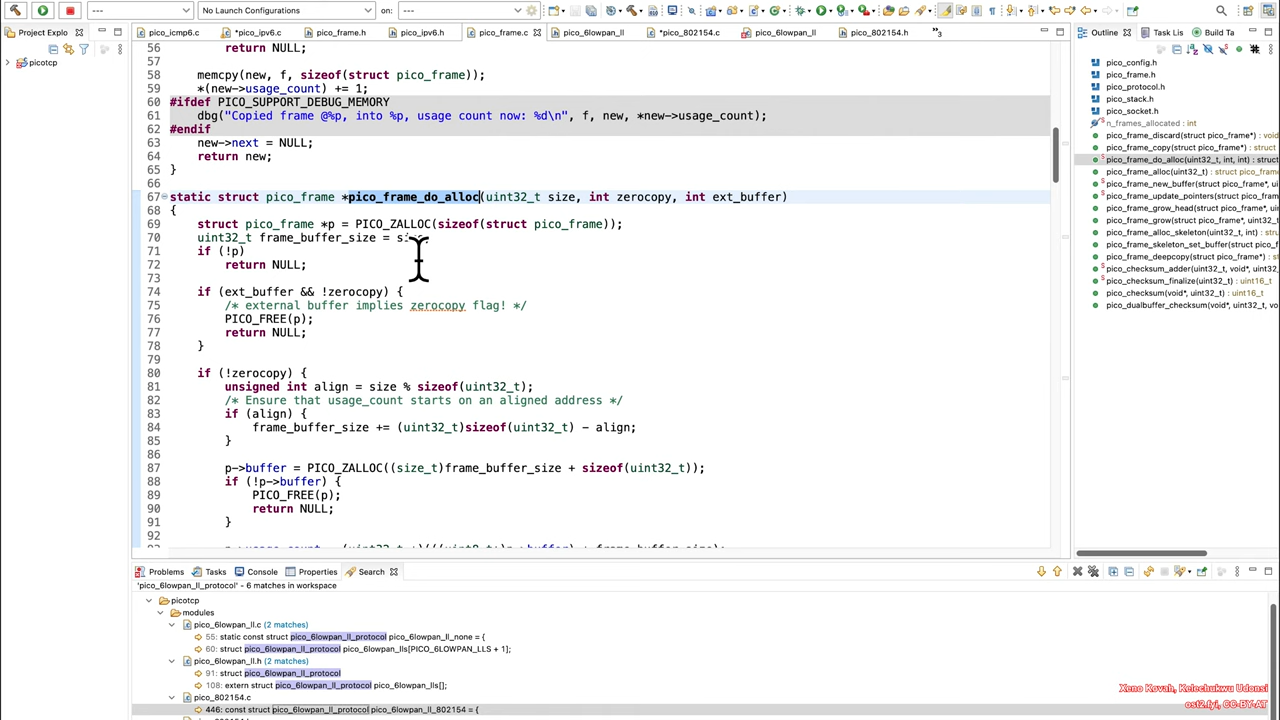 ---
No Launch Configurations
on:
---
Project Explo
picotcp
pico_icmp6.c
*pico_ipv6.c
pico_frame.h
pico_ipv6.h
pico_frame.c
pico_6lowpan_ll
*pico_802154.c
pico_6lowpan_ll
pico_802154.h
»3
56 return NULL;
57
58 memcpy(new, f, sizeof(struct pico_frame));
59 *(new->usage_count) += 1;
60 #ifdef PICO_SUPPORT_DEBUG_MEMORY
61 dbg("Copied frame @%p, into %p, usage count now: %d\n", f, new, *new->usage_count);
62 #endif
63 new->next = NULL;
64 return new;
65 }
66
67 static struct pico_frame *pico_frame_do_alloc(uint32_t size, int zerocopy, int ext_buffer)
68 {
69 struct pico_frame *p = PICO_ZALLOC(sizeof(struct pico_frame));
70 uint32_t frame_buffer_size =
71 if (!p)
72 return NULL;
73
74 if (ext_buffer && !zerocopy) {
75 /* external buffer implies zerocopy flag! */
76 PICO_FREE(p);
77 return NULL;
78 }
79
80 if (!zerocopy) {
81 unsigned int align = size % sizeof(uint32_t);
82 /* Ensure that usage_count starts on an aligned address */
83 if (align) {
84 frame_buffer_size += (uint32_t)sizeof(uint32_t) - align;
85 }
86
87 p->buffer = PICO_ZALLOC((size_t)frame_buffer_size + sizeof(uint32_t));
88 if (!p->buffer) {
89 PICO_FREE(p);
90 return NULL;
91 }
92
Outline
Task Lis
Build Ta
pico_config.h
pico_frame.h
pico_protocol.h
pico_stack.h
pico_socket.h
n_frames_allocated : int
pico_frame_discard(struct pico_frame*) : void
pico_frame_copy(struct pico_frame*) : struct
pico_frame_do_alloc(uint32_t, int, int) : struct
pico_frame_alloc(uint32_t) : struct
pico_frame_new_buffer(struct pico_frame*,
pico_frame_update_pointers(struct pico_frame*,
pico_frame_grow_head(struct pico_frame*,
pico_frame_grow(struct pico_frame*,
pico_frame_alloc_skeleton(uint32_t,
pico_frame_skeleton_set_buffer(struct
pico_frame_deepcopy(struct pico_frame*)
pico_checksum_adder(uint32_t, void*,
pico_checksum_finalize(uint32_t) : uint16_t
pico_checksum(void*, uint32_t) : uint16_t
pico_dualbuffer_checksum(void*, uint32_t,
Problems
Tasks
Console
Properties
Search
'pico_6lowpan_ll_protocol' - 6 matches in workspace
picotcp
modules
pico_6lowpan_ll.c (2 matches)
55: static const struct pico_6lowpan_ll_protocol pico_6lowpan_ll_none = {
60: struct pico_6lowpan_ll_protocol pico_6lowpan_lls[PICO_6LOWPAN_LLS + 1];
pico_6lowpan_ll.h (2 matches)
91: struct pico_6lowpan_ll_protocol
108: extern struct pico_6lowpan_ll_protocol pico_6lowpan_lls[];
pico_802154.c
446: const struct pico_6lowpan_ll_protocol pico_6lowpan_ll_802154 = {
Xeno Kovah, Kelechukwu Udonsi
ost2.fyi, CC-BY-AT